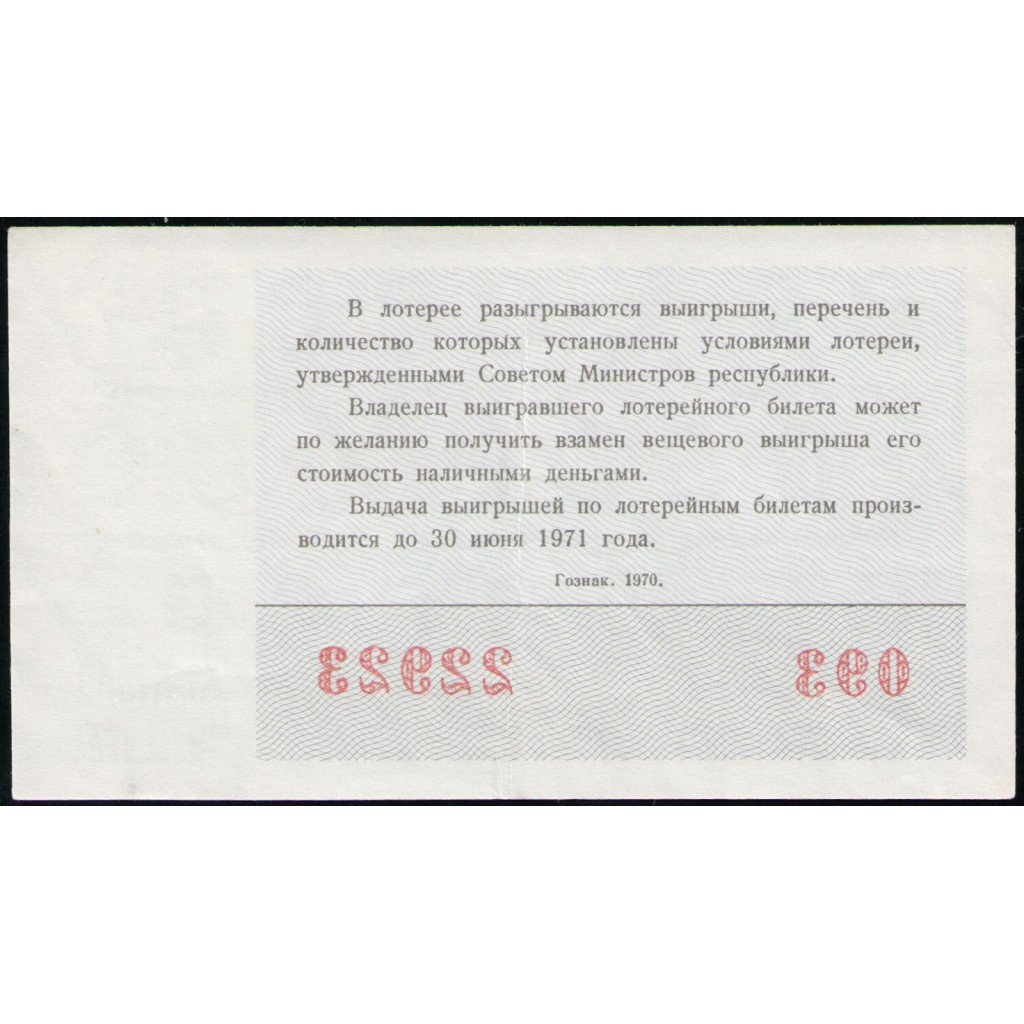 В лотерее разыгрываются выигрыши, перечень и
количество которых установлены условиями лотереи,
утвержденными Советом Министров республики.
Владелец выигравшего лотерейного билета может
по желанию получить взамен вещевого выигрыша его
стоимость наличными деньгами.
Выдача выигрышей по лотерейным билетам произ-
водится до 30 июня 1971 года.
Гознак. 1970.
093 22923